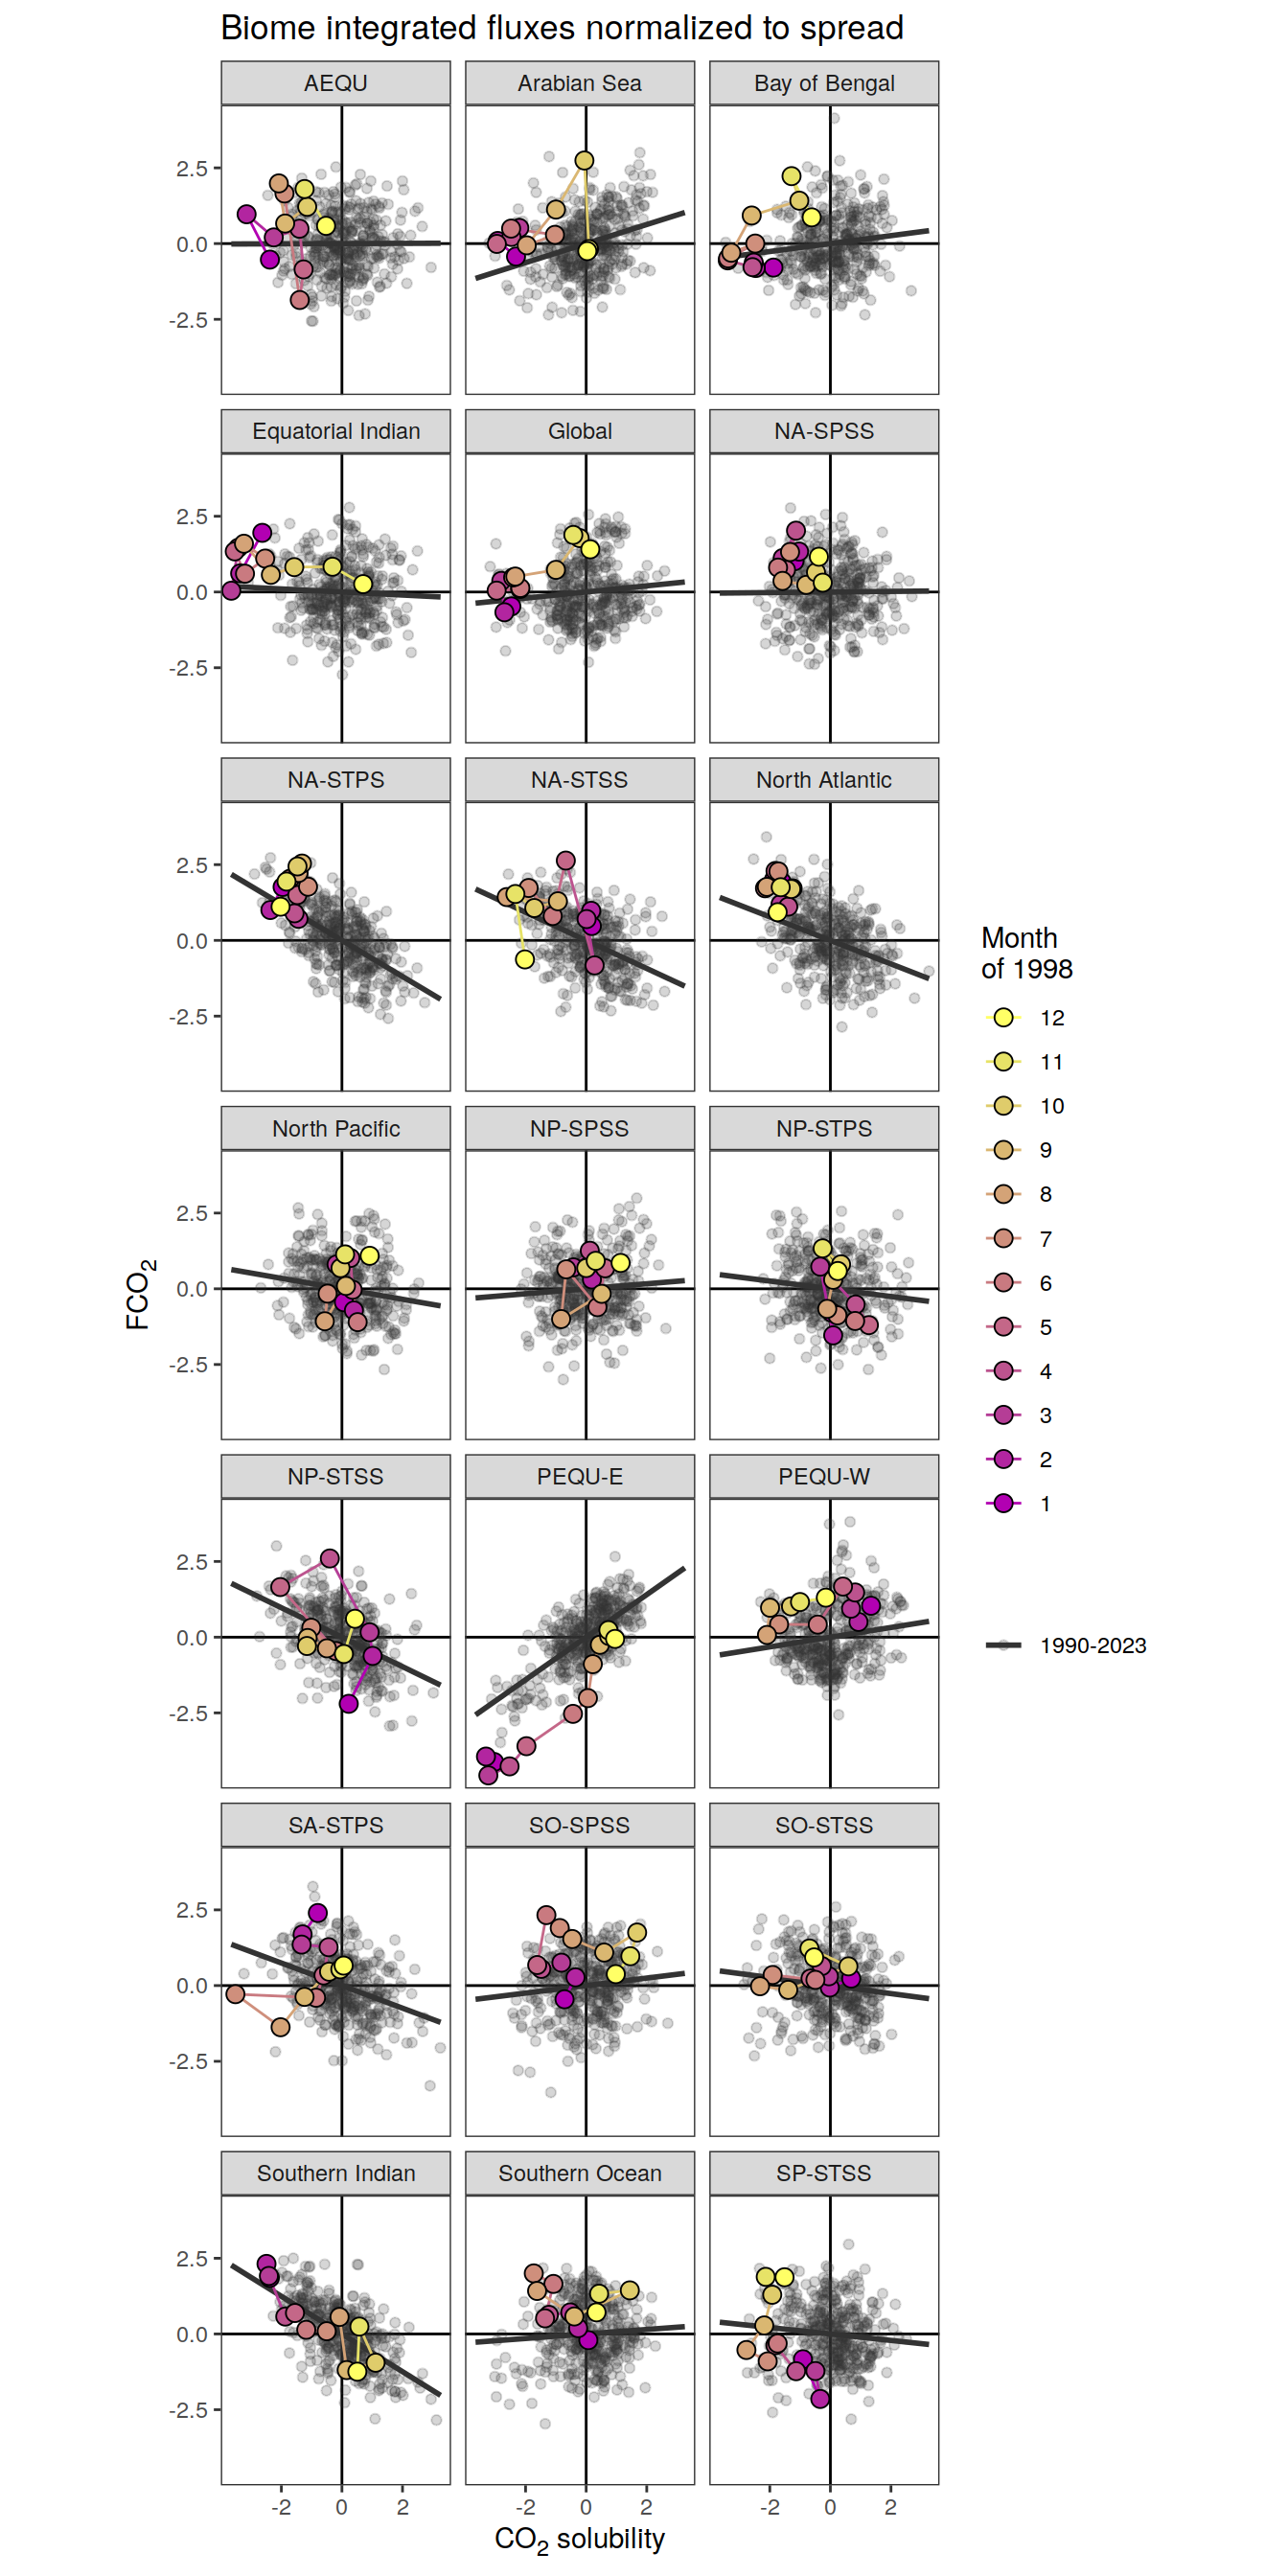 Biome integrated fluxes normalized to spread
AEQU
Arabian Sea
Bay of Bengal
2.5
0.0
-2.5
Equatorial Indian
Global
NA-SPSS
2.5
0.0
-2.5
NA-STPS
NA-STSS
North Atlantic
2.5
0.0
-2.5
North Pacific
NP-SPSS
NP-STPS
2.5
0.0
-2.5
NP-STSS
PEQU-E
PEQU-W
2.5
0.0
-2.5
SA-STPS
SO-SPSS
SO-STSS
2.5
0.0
-2.5
Southern Indian
Southern Ocean
SP-STSS
2.5
0.0
-2.5
-2 0 2
-2 0 2
-2 0 2
CO₂ solubility
FCO₂
Month
of 1998
12
11
10
9
8
7
6
5
4
3
2
1
1990-2023